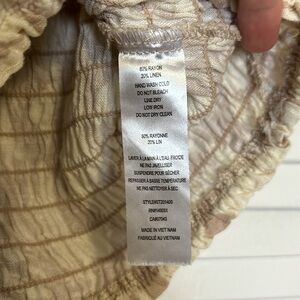 80% RAYON
20% LINEN
HAND WASH COLD
DO NOT BLEACH
LINE DRY
LOW IRON
DO NOT DRY CLEAN
80% RAYONNE
20% LIN
LAVER À LA MAIN À L'EAU FROIDE
NE PAS JAVELLISER
SUSPENDRE POUR SÉCHER
REPASSER À BASSE TEMPÉRATURE
NE PAS NETTOYER À SEC
MADE IN VIET NAM
FABRIQUÉ AU VIETNAM